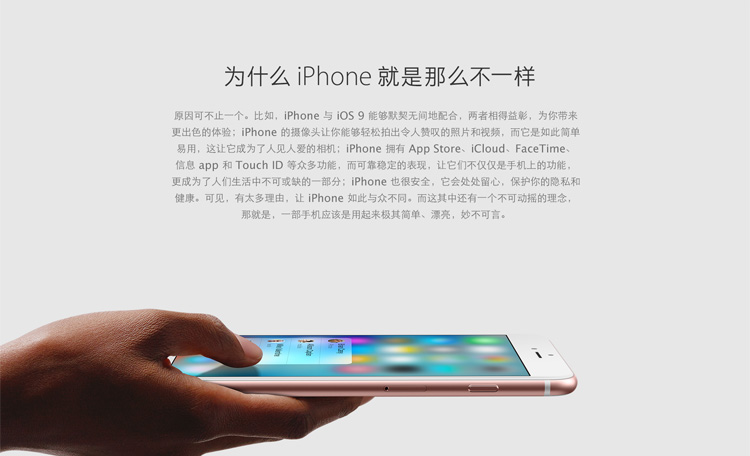 为什么 iPhone 就是那么不一样
原因可不止一个。比如，iPhone 与 iOS 9 能够默契无间地配合，两者相得益彰，为你带来
更出色的体验；iPhone 的摄像头让你能够轻松拍出令人赞叹的照片和视频，而它是如此简单
易用，这让它成为了人见人爱的相机；iPhone 拥有 App Store、iCloud、FaceTime、
信息 app 和 Touch ID 等众多功能，而可靠稳定的表现，让它们不仅仅是手机上的功能，
更成为了人们生活中不可或缺的一部分；iPhone 也很安全，它会处处留心，保护你的隐私和
健康。可见，有太多理由，让 iPhone 如此与众不同。而这其中还有一个不可动摇的理念，
那就是，一部手机应该是用起来极其简单、漂亮，妙不可言。